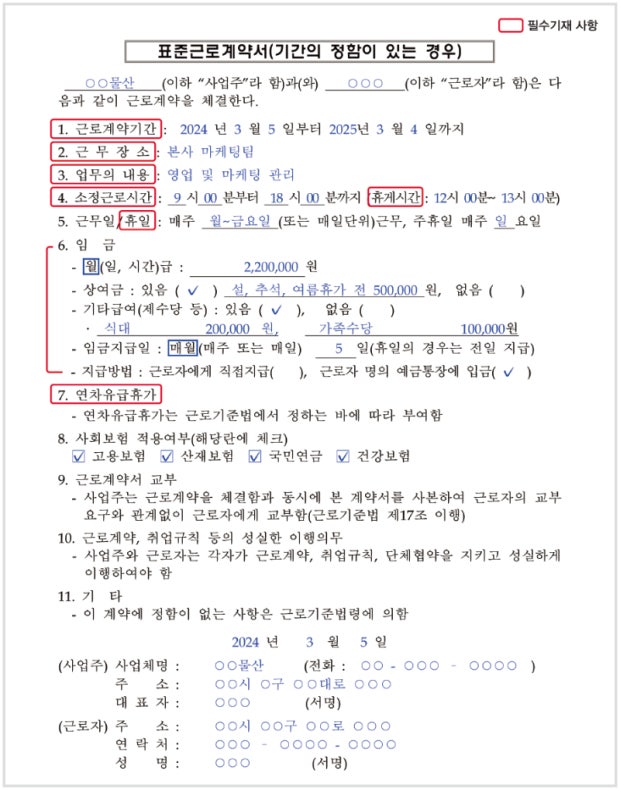 필수기재 사항
표준근로계약서(기간의 정함이 있는 경우)
○○물산 (이하 “사업주”라 함)과(와) ○○○ (이하 “근로자”라 함)은 다
음과 같이 근로계약을 체결한다.
1. 근로계약기간 : 2024 년 3 월 5 일부터 2025년 3 월 4 일까지
2. 근 무 장 소 : 본사 마케팅팀
3. 업무의 내용 : 영업 및 마케팅 관리
4. 소정근로시간 : 9 시 00 분부터 18 시 00 분까지 (휴게시간 : 12시 00분~ 13시 00분)
5. 근무일/휴일 : 매주 월~금요일 (또는 매일단위)근무, 주휴일 매주 일 요일
6. 임 금
- 월(일, 시간)급 : 2,200,000 원
- 상여금 : 있음 ( ✓ ) 설, 추석, 여름휴가 전 500,000 원, 없음 ( )
- 기타급여(제수당 등) : 있음 ( ✓ ), 없음 ( )
· 식대 200,000 원, 가족수당 100,000원
- 임금지급일 : 매월(매주 또는 매일) 5 일(휴일의 경우는 전일 지급)
- 지급방법 : 근로자에게 직접지급( ), 근로자 명의 예금통장에 입금( ✓ )
7. 연차유급휴가
- 연차유급휴가는 근로기준법에서 정하는 바에 따라 부여함
8. 사회보험 적용여부(해당란에 체크)
☑ 고용보험 ☑ 산재보험 ☑ 국민연금 ☑ 건강보험
9. 근로계약서 교부
- 사업주는 근로계약을 체결함과 동시에 본 계약서를 사본하여 근로자의 교부
요구와 관계없이 근로자에게 교부함(근로기준법 제17조 이행)
10. 근로계약, 취업규칙 등의 성실한 이행의무
- 사업주와 근로자는 각자가 근로계약, 취업규칙, 단체협약을 지키고 성실하게
이행하여야 함
11. 기 타
- 이 계약에 정함이 없는 사항은 근로기준법령에 의함
2024 년 3 월 5 일
(사업주) 사업체명 : ○○물산 (전화 : ○○ - ○○○ - ○○○○ )
주 소 : ○○시 ○구 ○○대로 ○○○
대 표 자 : ○○○ (서명)
(근로자) 주 소 : ○○시 ○○구 ○○로 ○○○
연 락 처 : ○○○ - ○○○○ - ○○○○
성 명 : ○○○ (서명)